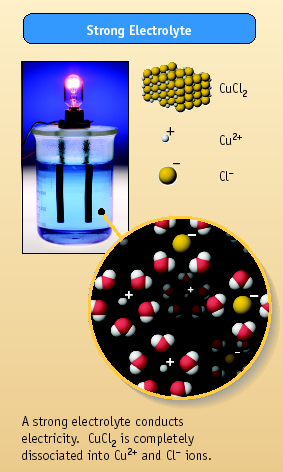 Strong Electrolyte
CuCl₂
+
Cu²⁺
−
Cl⁻
−
+
+
−
−
+
A strong electrolyte conducts
electricity. CuCl₂ is completely
dissociated into Cu²⁺ and Cl⁻ ions.